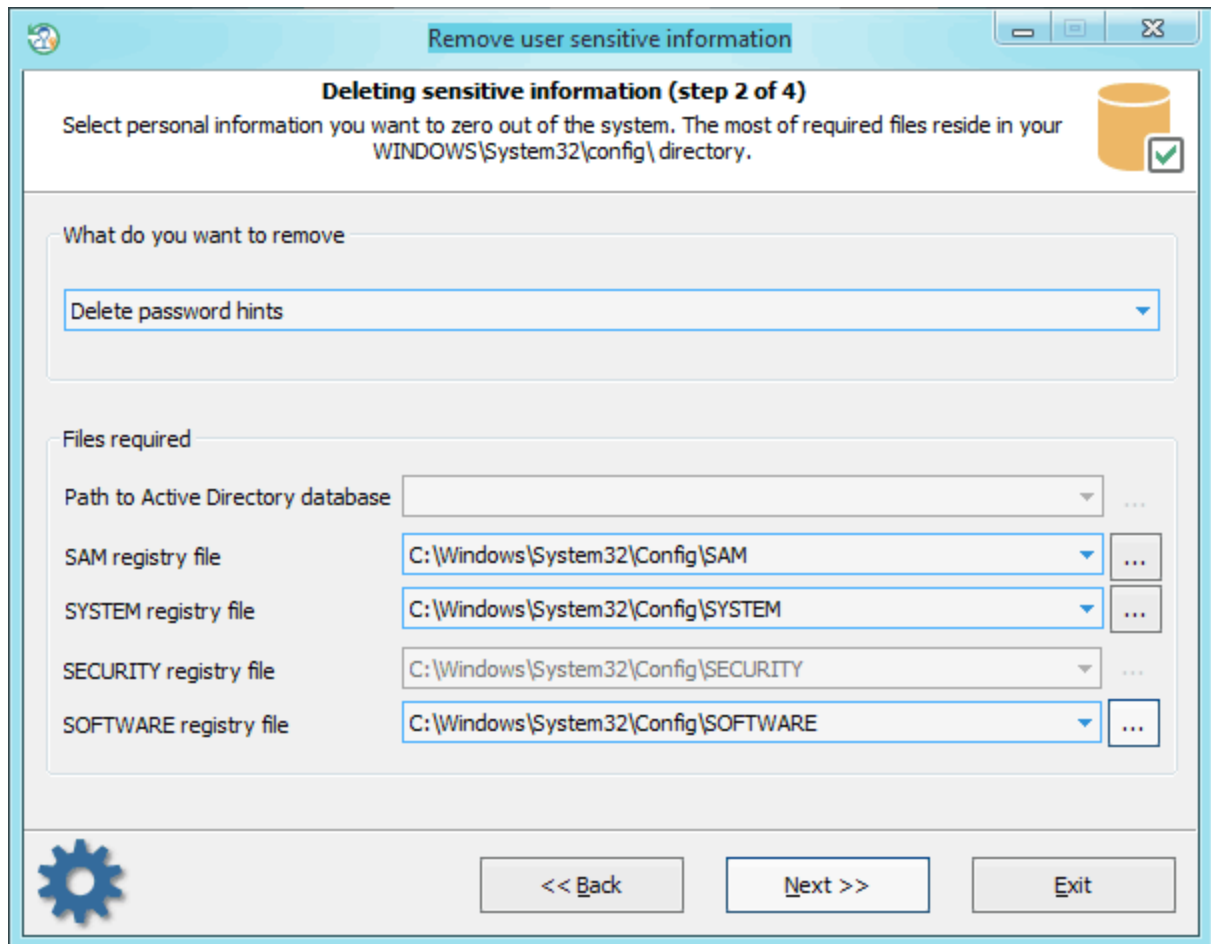 Remove user sensitive information
Deleting sensitive information (step 2 of 4)
Select personal information you want to zero out of the system. The most of required files reside in your
WINDOWS\System32\config\ directory.
What do you want to remove
Delete password hints
Files required
Path to Active Directory database
...
SAM registry file
C:\Windows\System32\Config\SAM
...
SYSTEM registry file
C:\Windows\System32\Config\SYSTEM
...
SECURITY registry file
C:\Windows\System32\Config\SECURITY
...
SOFTWARE registry file
C:\Windows\System32\Config\SOFTWARE
...
<< Back
Next >>
Exit